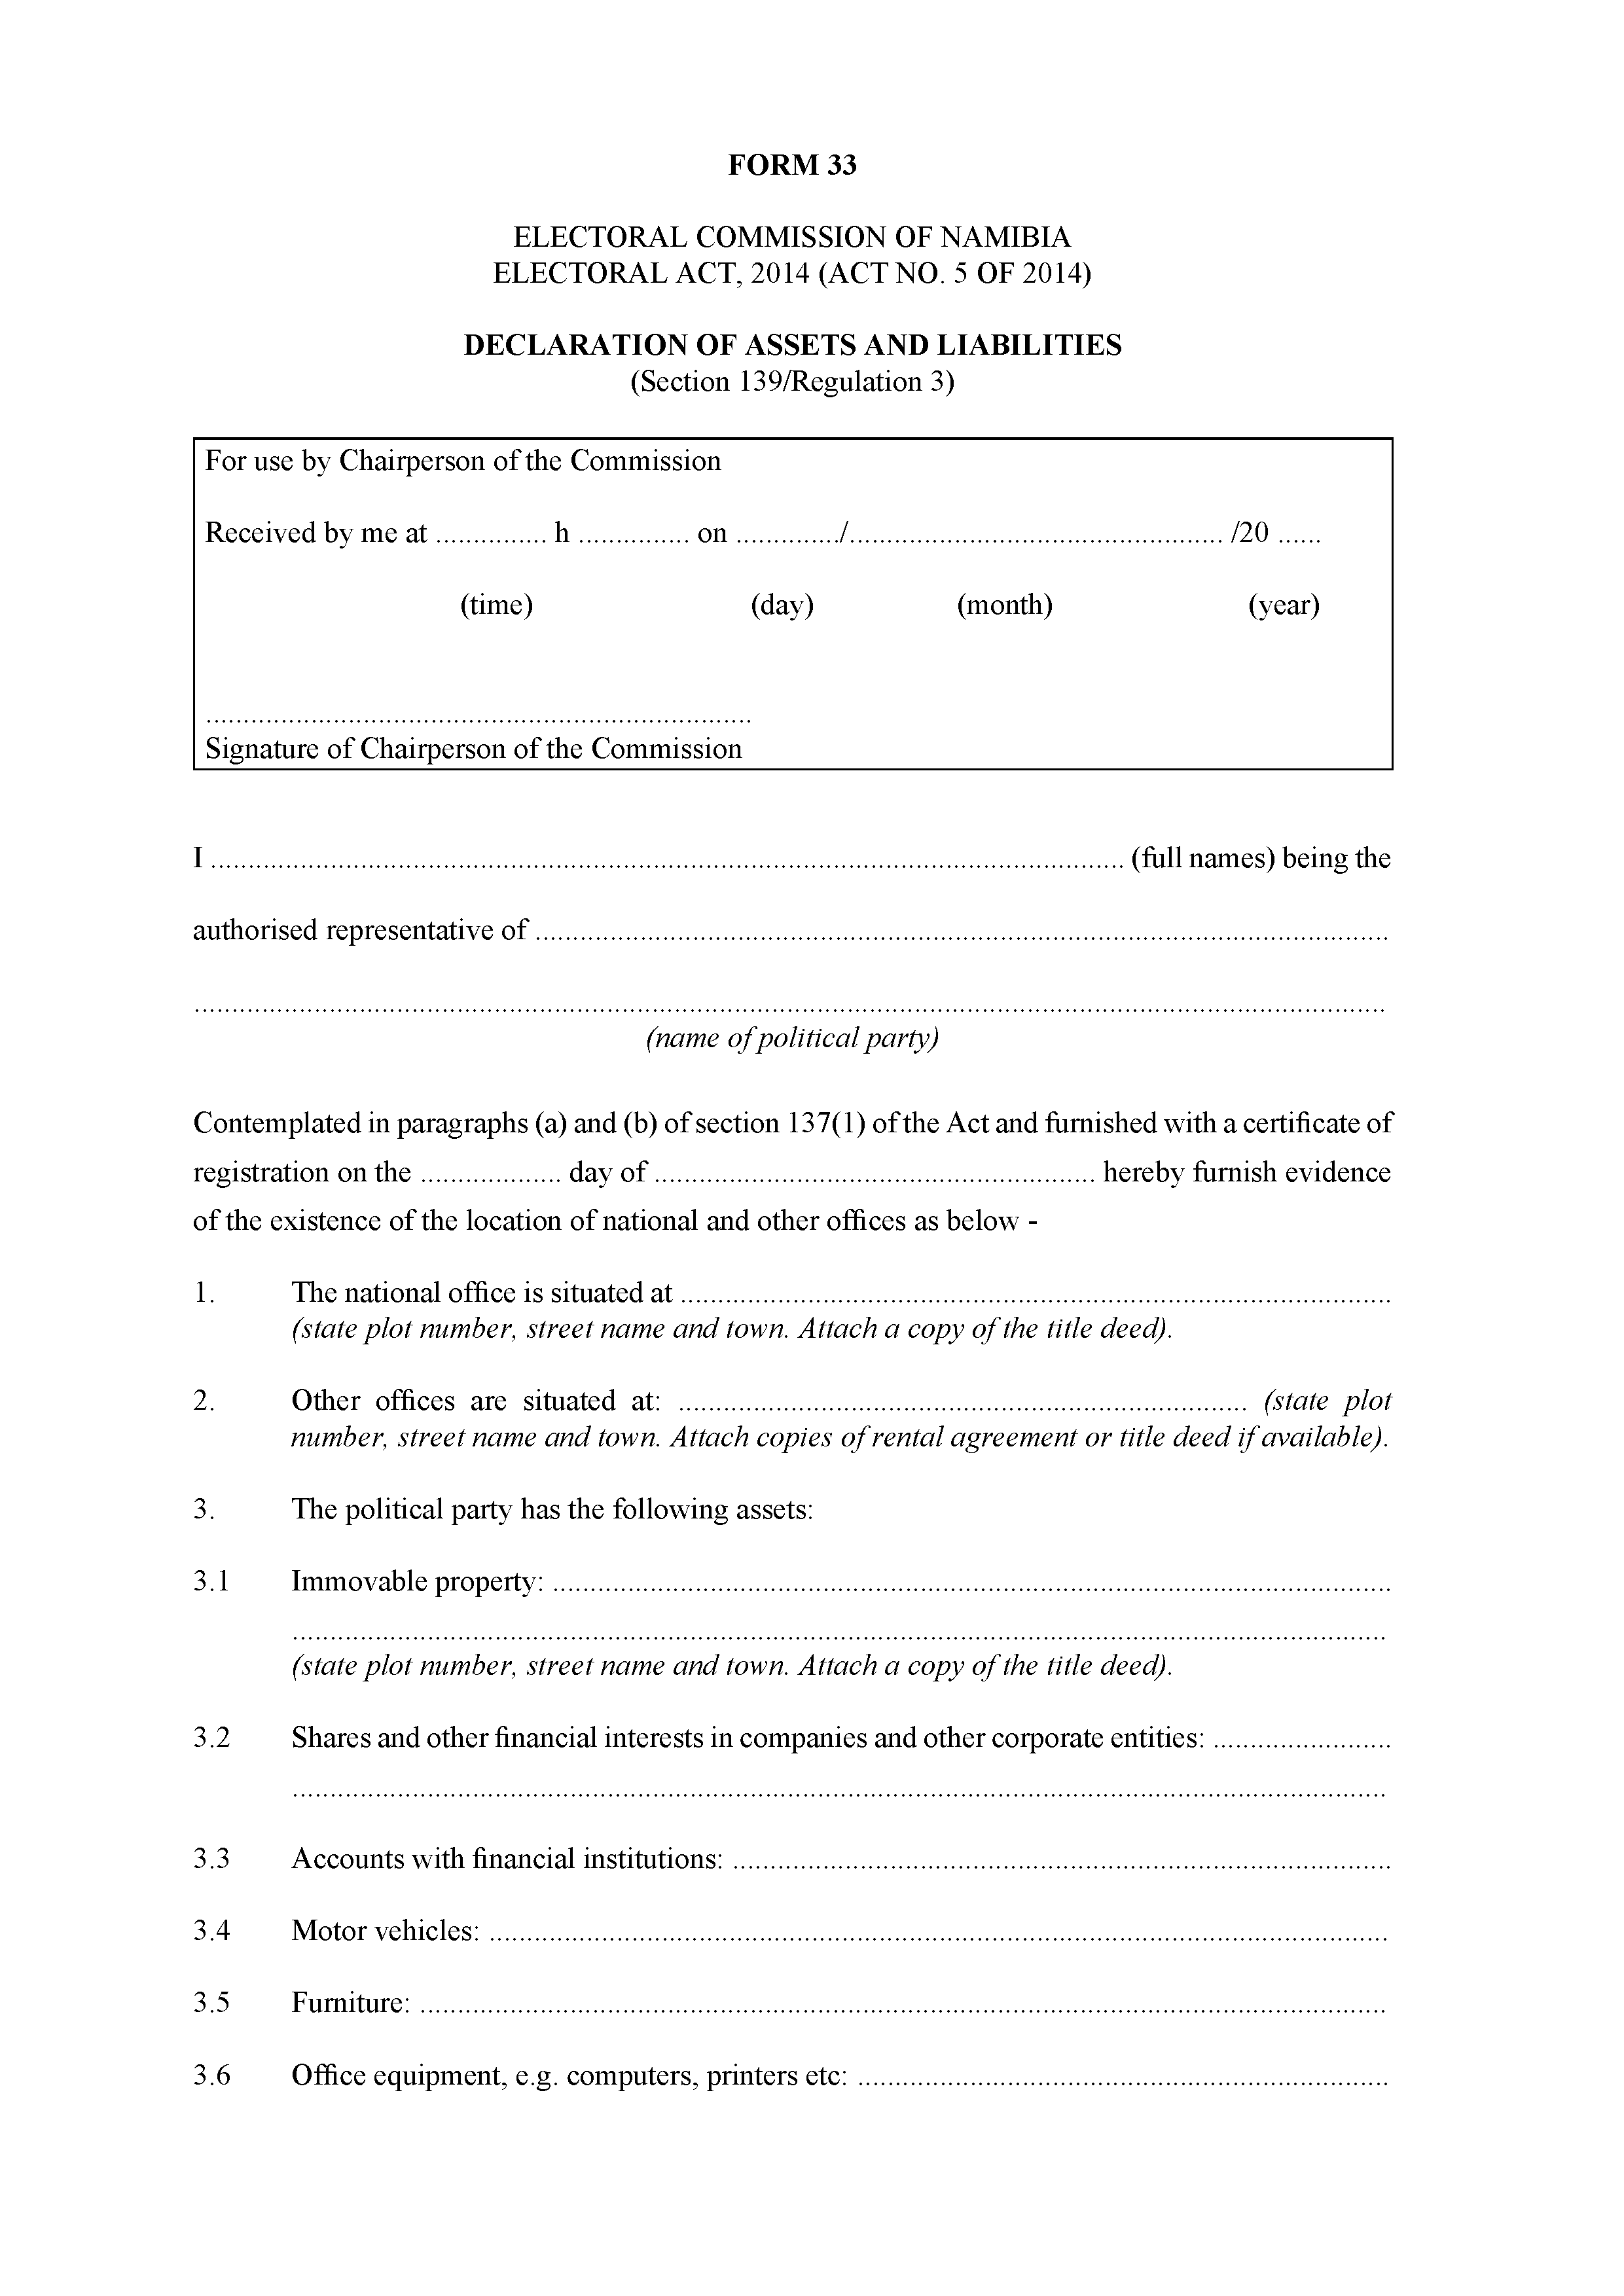 FORM 33
ELECTORAL COMMISSION OF NAMIBIA
ELECTORAL ACT, 2014 (ACT NO. 5 OF 2014)
DECLARATION OF ASSETS AND LIABILITIES
(Section 139/Regulation 3)
For use by Chairperson of the Commission
Received by me at ............... h ............... on ............../.................................................. /20 ......
(time) (day) (month) (year)
.........................................................................
Signature of Chairperson of the Commission
I .......................................................................................................................... (full names) being the
authorised representative of ..................................................................................................................
...............................................................................................................................................................
(name of political party)
Contemplated in paragraphs (a) and (b) of section 137(1) of the Act and furnished with a certificate of
registration on the ................... day of ........................................................... hereby furnish evidence
of the existence of the location of national and other offices as below -
1. The national office is situated at ...............................................................................................
(state plot number, street name and town. Attach a copy of the title deed).
2. Other offices are situated at: ............................................................................ (state plot
number, street name and town. Attach copies of rental agreement or title deed if available).
3. The political party has the following assets:
3.1 Immovable property: ................................................................................................................
..................................................................................................................................................
(state plot number, street name and town. Attach a copy of the title deed).
3.2 Shares and other financial interests in companies and other corporate entities: ........................
..................................................................................................................................................
3.3 Accounts with financial institutions: ........................................................................................
3.4 Motor vehicles: ........................................................................................................................
3.5 Furniture: .................................................................................................................................
3.6 Office equipment, e.g. computers, printers etc: .......................................................................